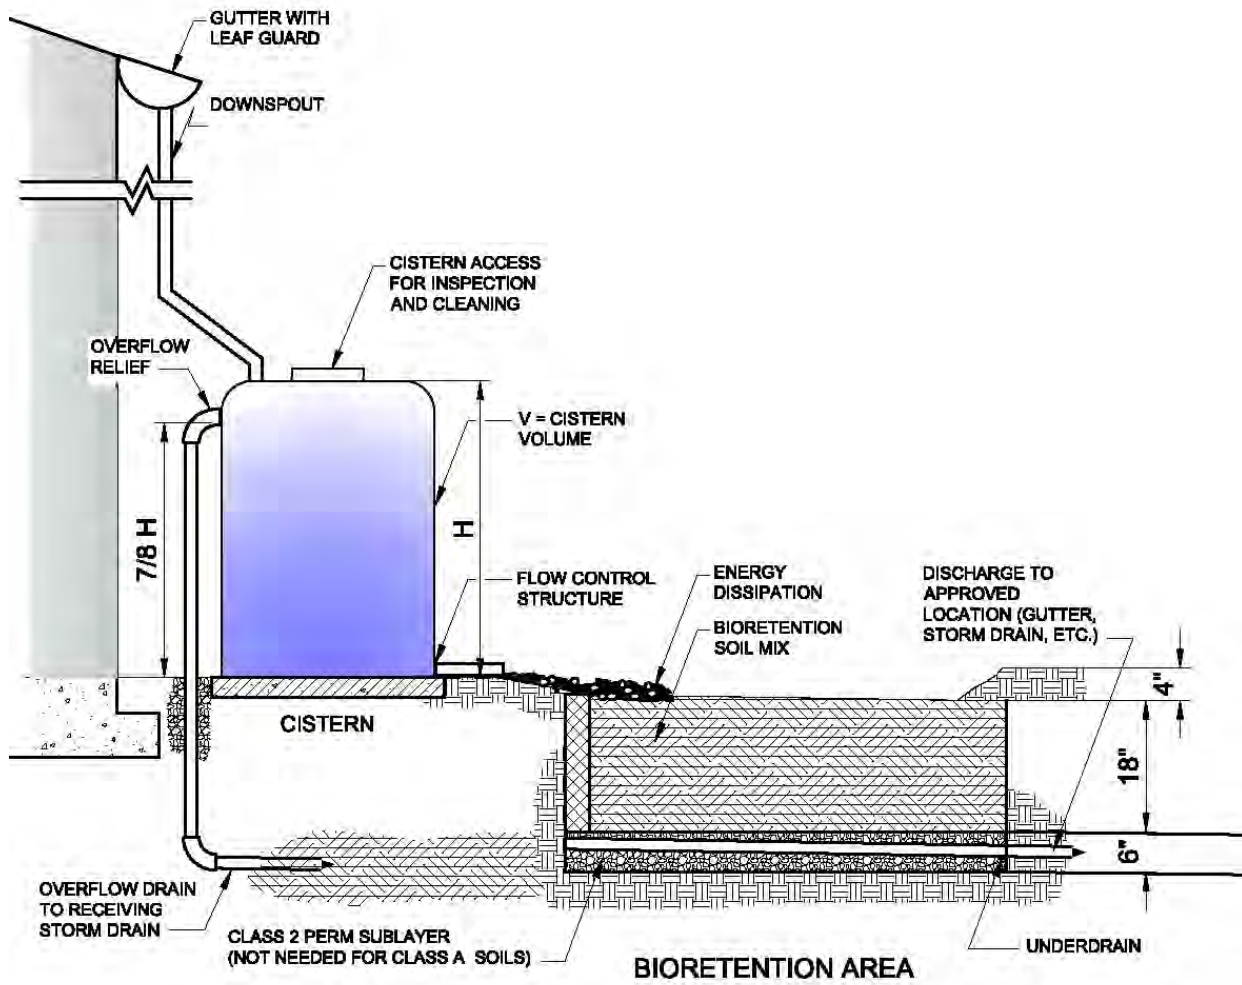 GUTTER WITH
LEAF GUARD
DOWNSPOUT
CISTERN ACCESS
FOR INSPECTION
AND CLEANING
OVERFLOW
RELIEF
V = CISTERN
VOLUME
7/8 H
H
FLOW CONTROL
STRUCTURE
ENERGY
DISSIPATION
BIORETENTION
SOIL MIX
DISCHARGE TO
APPROVED
LOCATION (GUTTER,
STORM DRAIN, ETC.)
4"
18"
6"
CISTERN
OVERFLOW DRAIN
TO RECEIVING
STORM DRAIN
CLASS 2 PERM SUBLAYER
(NOT NEEDED FOR CLASS A SOILS)
UNDERDRAIN
BIORETENTION AREA